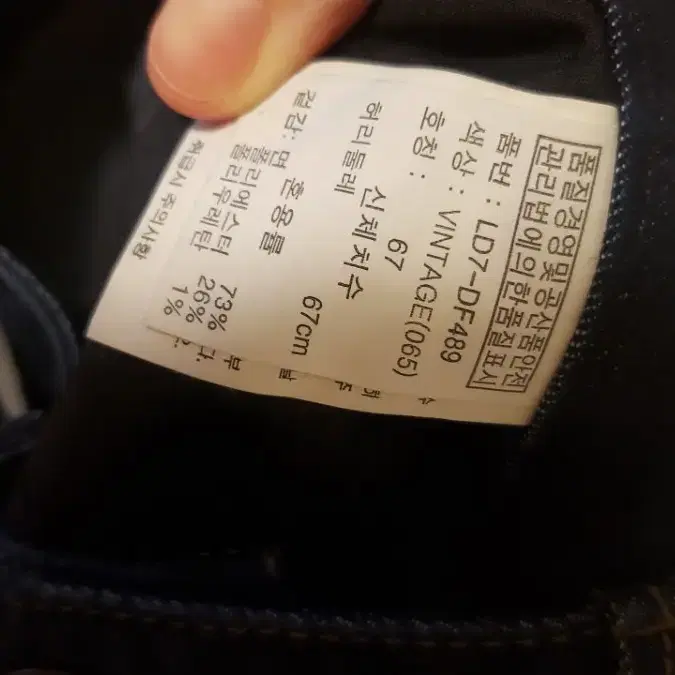 품질경영및공산품안전
관리법에의한품질표시
품번 : LD7-DF489
색상 : VINTAGE(065)
호칭 : 67
신체치수
허리둘레 67cm
혼용률
겉감: 면 73%
폴리에스터 26%
폴리우레탄 1%
취급시 주의사항